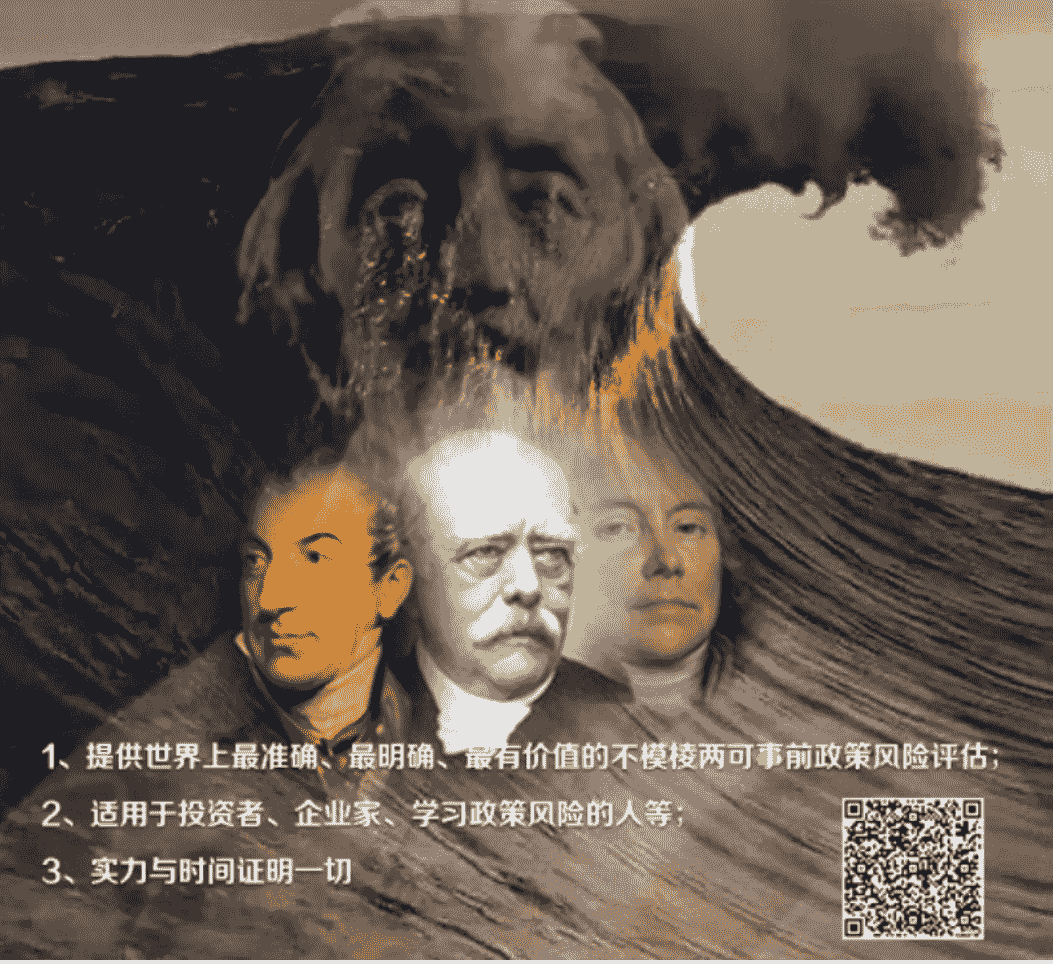 1、提供世界上最准确、最明确、最有价值的不模棱两可事前政策风险评估；
2、适用于投资者、企业家、学习政策风险的人等；
3、实力与时间证明一切